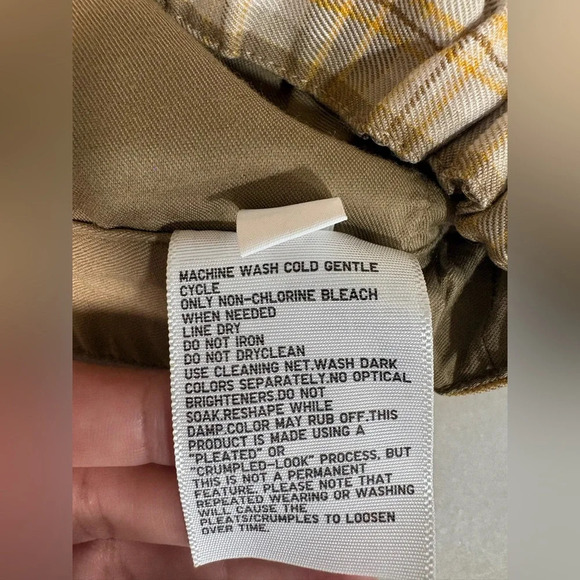 MACHINE WASH COLD GENTLE
CYCLE
ONLY NON-CHLORINE BLEACH
WHEN NEEDED
LINE DRY
DO NOT IRON
DO NOT DRYCLEAN
USE CLEANING NET.WASH DARK
COLORS SEPARATELY.NO OPTICAL
BRIGHTENERS.DO NOT
SOAK.RESHAPE WHILE
DAMP.COLOR MAY RUB OFF.THIS
PRODUCT IS MADE USING A
"PLEATED" OR
"CRUMPLED-LOOK" PROCESS, BUT
THIS IS NOT A PERMANENT
FEATURE. PLEASE NOTE THAT
REPEATED WEARING OR WASHING
WILL CAUSE THE
PLEATS/CRUMPLES TO LOOSEN
OVER TIME.